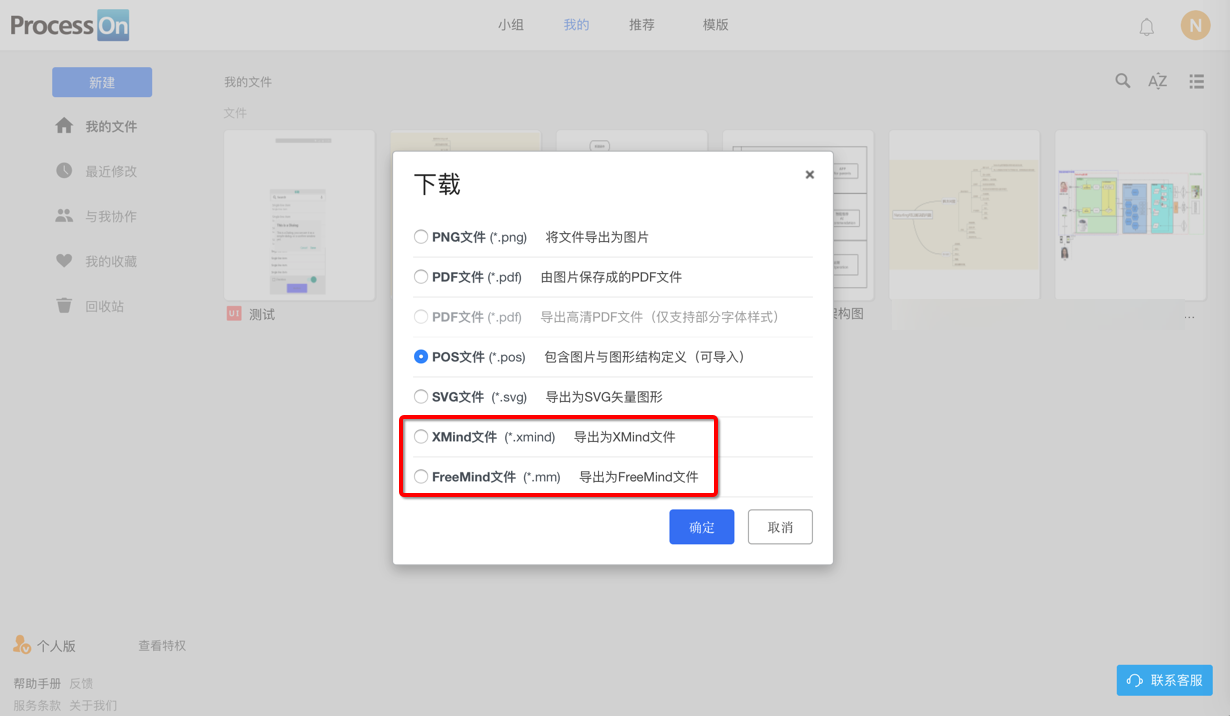 ProcessOn
小组
我的
推荐
模版
N
新建
我的文件
文件
我的文件
最近修改
与我协作
我的收藏
回收站
UI 测试
构图
...
下载
×
PNG文件 (*.png) 将文件导出为图片
PDF文件 (*.pdf) 由图片保存成的PDF文件
PDF文件 (*.pdf) 导出高清PDF文件（仅支持部分字体样式）
POS文件 (*.pos) 包含图片与图形结构定义（可导入）
SVG文件 (*.svg) 导出为SVG矢量图形
XMind文件 (*.xmind) 导出为XMind文件
FreeMind文件 (*.mm) 导出为FreeMind文件
确定
取消
个人版
查看特权
帮助手册 反馈
服务条款 关于我们
联系客服